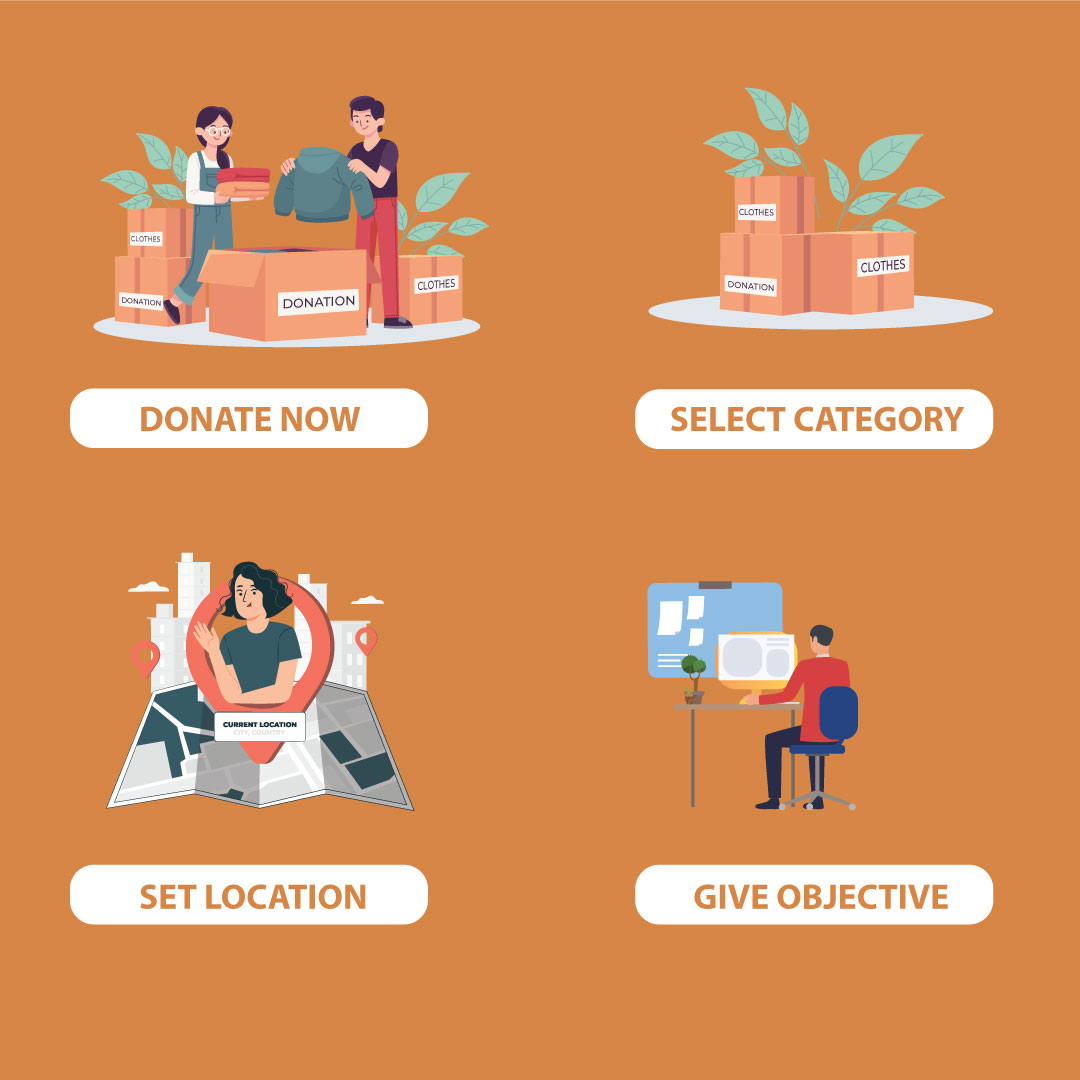 CLOTHES
DONATION
DONATION
CLOTHES
CLOTHES
DONATION
CLOTHES
DONATE NOW
SELECT CATEGORY
CURRENT LOCATION
CITY, COUNTRY
SET LOCATION
GIVE OBJECTIVE